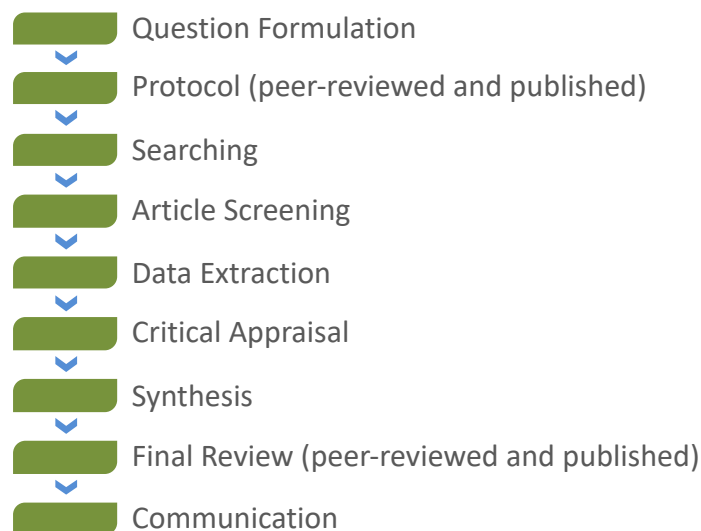 Question Formulation
Protocol (peer-reviewed and published)
Searching
Article Screening
Data Extraction
Critical Appraisal
Synthesis
Final Review (peer-reviewed and published)
Communication